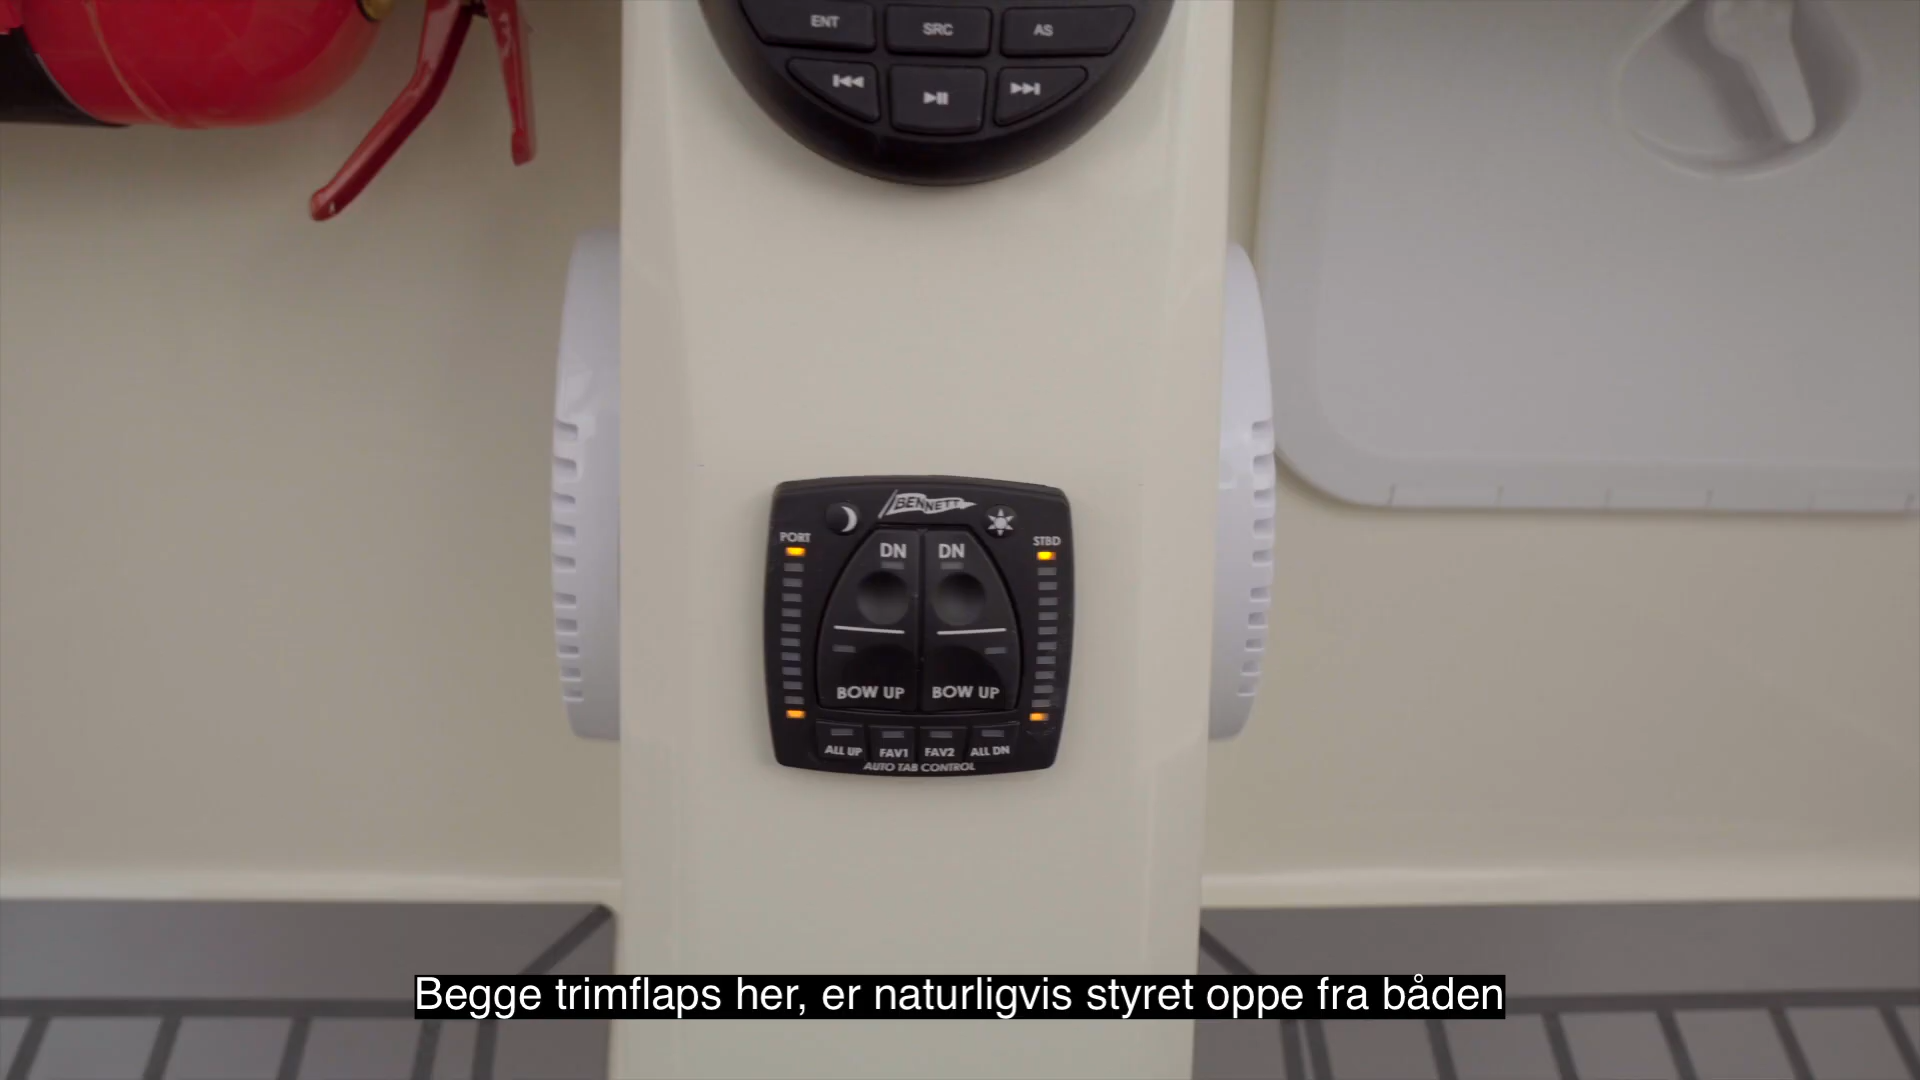 ENT SRC AS
BENNETT
PORT STBD
DN DN
BOW UP BOW UP
ALL UP FAV1 FAV2 ALL DN
AUTO TAB CONTROL
Begge trimflaps her, er naturligvis styret oppe fra båden